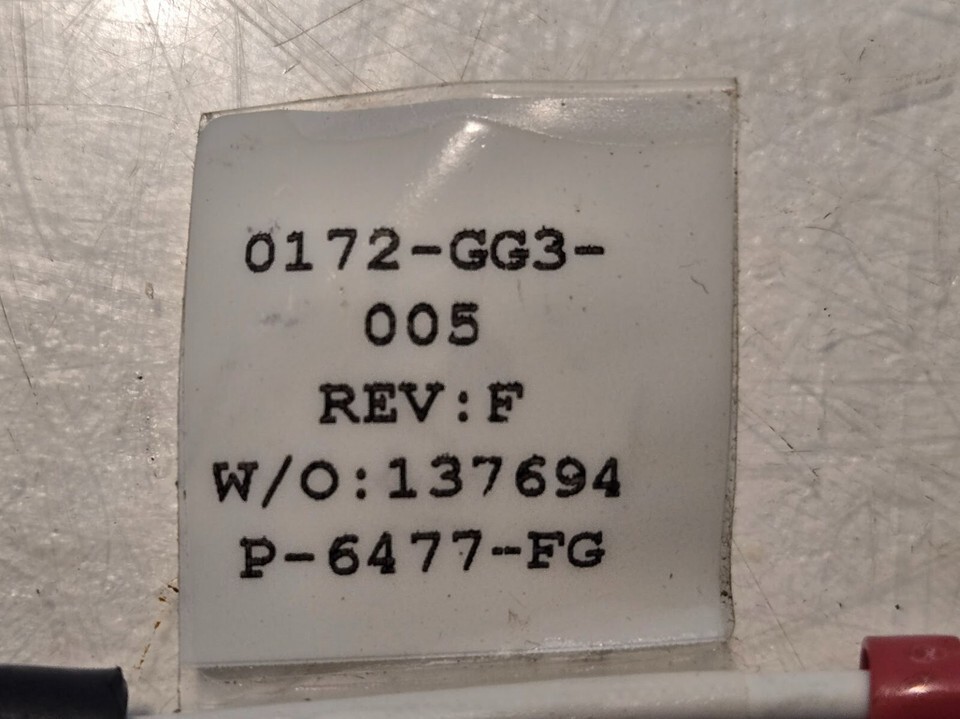 0172-GG3-
005
REV:F
W/O:137694
P-6477-FG